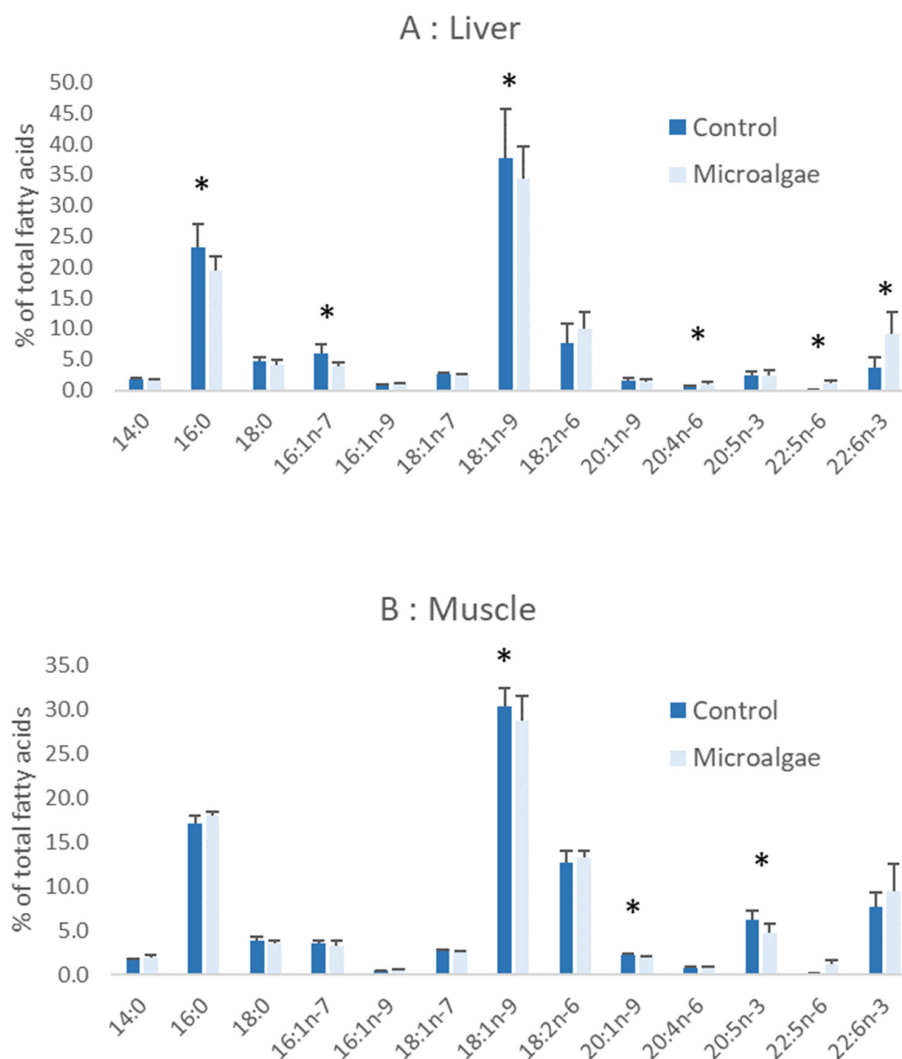 A : Liver
% of total fatty acids
50.0
45.0
40.0
35.0
30.0
25.0
20.0
15.0
10.0
5.0
0.0
* * * * * *
Control
Microalgae
14:0 16:0 18:0 16:1n-7 16:1n-9 18:1n-7 18:1n-9 18:2n-6 20:1n-9 20:4n-6 20:5n-3 22:5n-6 22:6n-3
B : Muscle
% of total fatty acids
35.0
30.0
25.0
20.0
15.0
10.0
5.0
0.0
* * *
Control
Microalgae
14:0 16:0 18:0 16:1n-7 16:1n-9 18:1n-7 18:1n-9 18:2n-6 20:1n-9 20:4n-6 20:5n-3 22:5n-6 22:6n-3